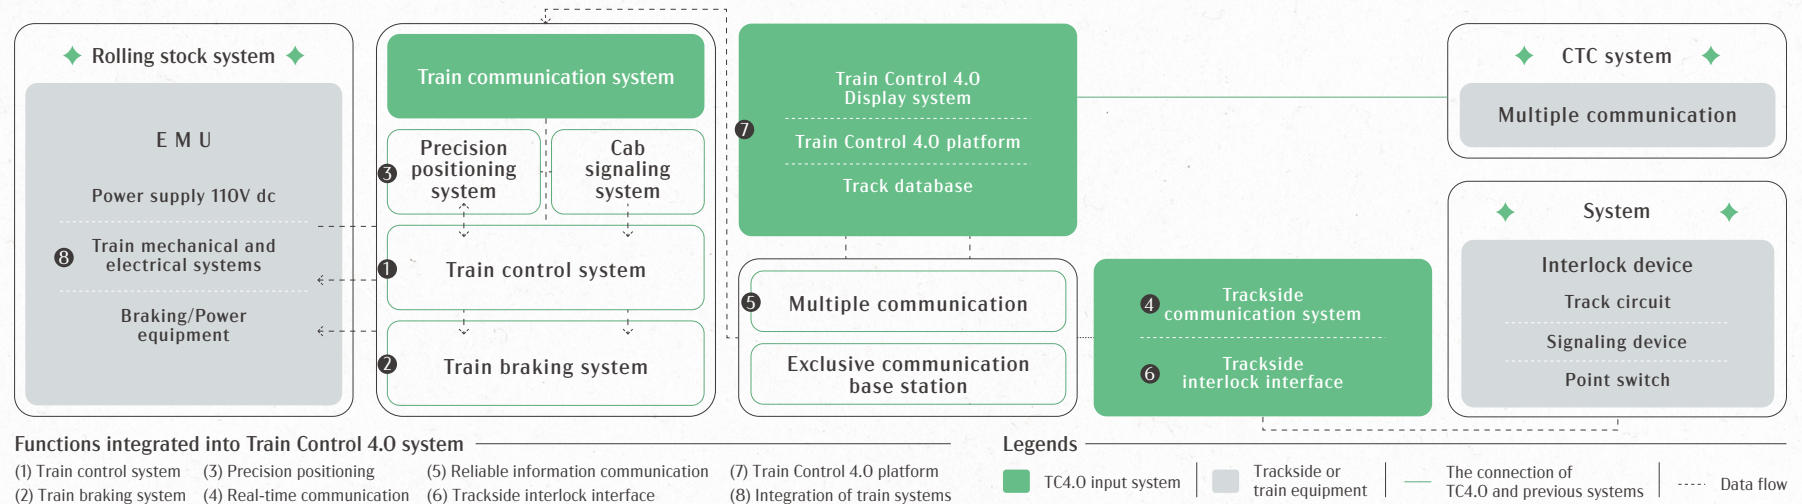 Rolling stock system
EMU
Power supply 110V dc
8
Train mechanical and
electrical systems
Braking/Power
equipment
Train communication system
3
Precision
positioning
system
Cab
signaling
system
1
Train control system
2
Train braking system
7
Train Control 4.0
Display system
Train Control 4.0 platform
Track database
5
Multiple communication
Exclusive communication
base station
4
Trackside
communication system
6
Trackside
interlock interface
CTC system
Multiple communication
System
Interlock device
Track circuit
Signaling device
Point switch
Functions integrated into Train Control 4.0 system
(1) Train control system
(2) Train braking system
(3) Precision positioning
(4) Real-time communication
(5) Reliable information communication
(6) Trackside interlock interface
(7) Train Control 4.0 platform
(8) Integration of train systems
Legends
TC4.0 input system
Trackside or
train equipment
The connection of
TC4.0 and previous systems
Data flow